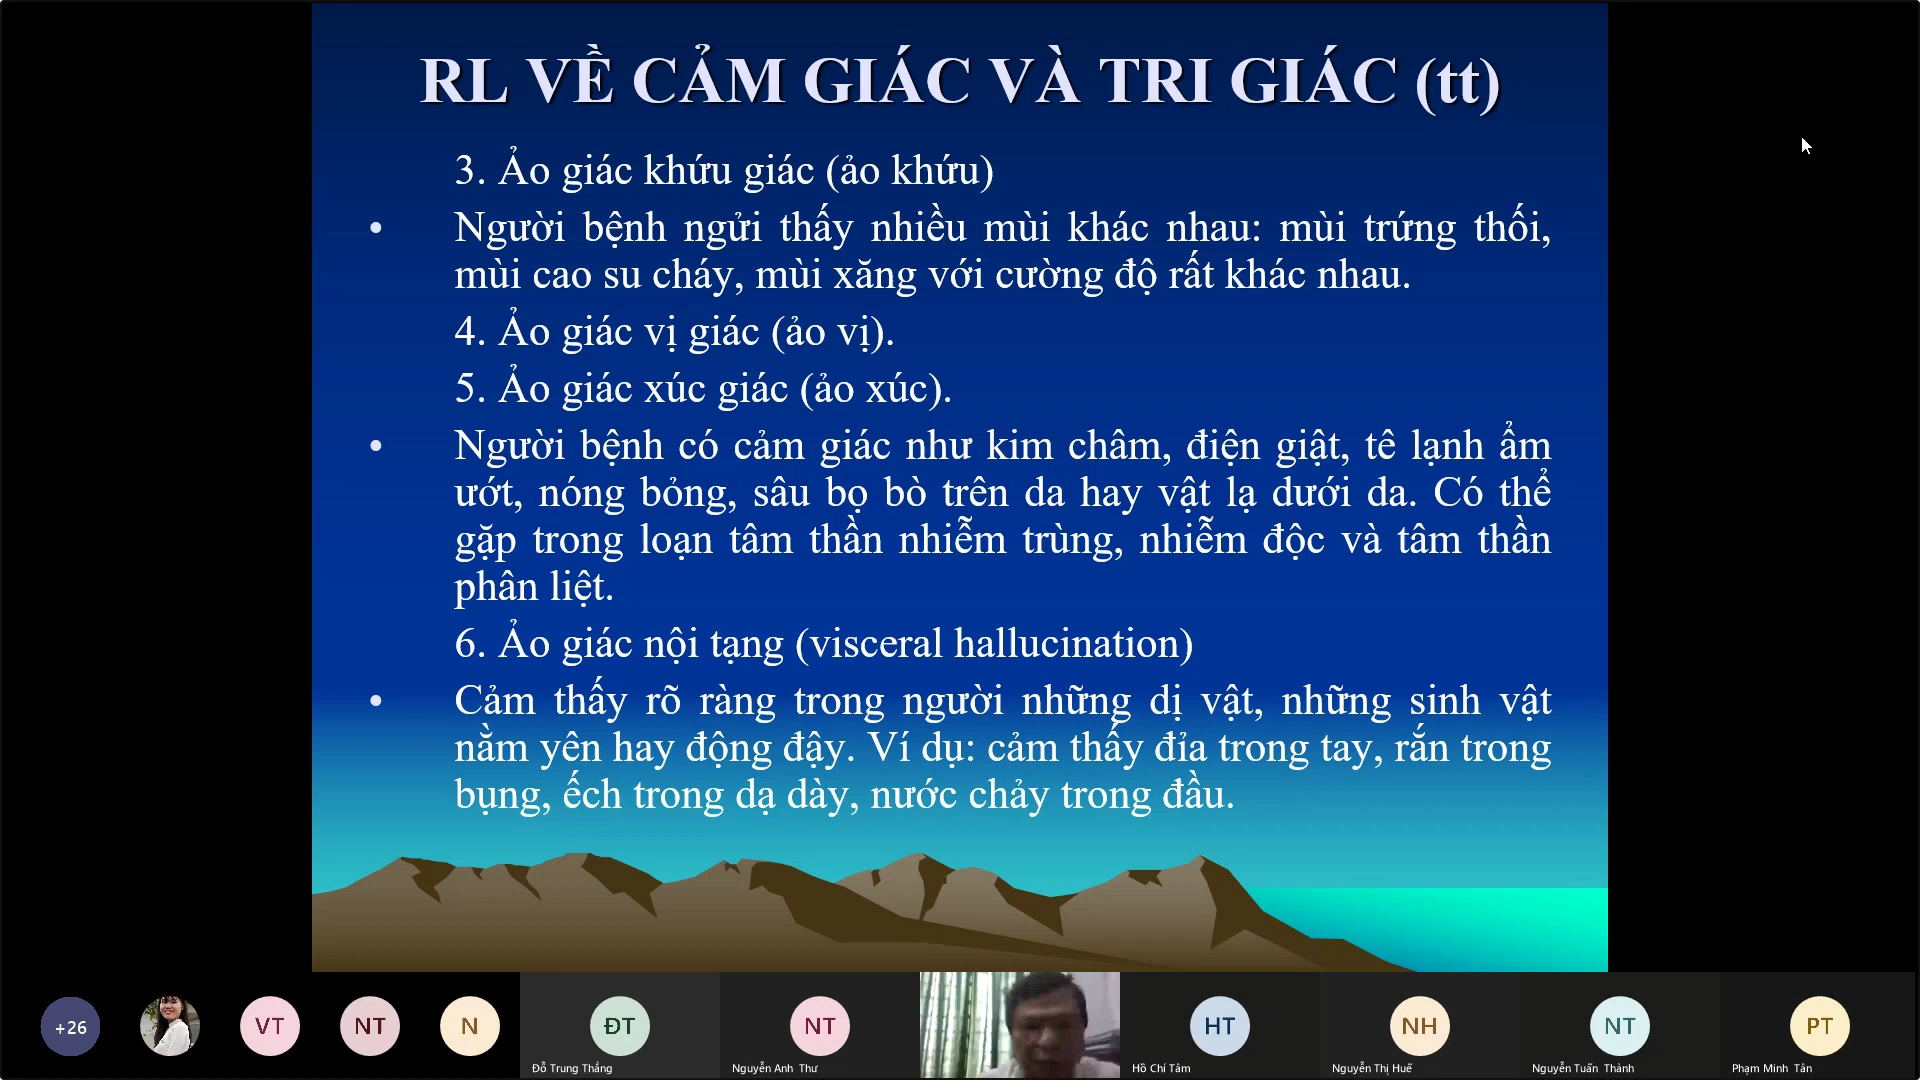 RL VỀ CẢM GIÁC VÀ TRI GIÁC (tt)
3. Ảo giác khứu giác (ảo khứu)
• Người bệnh ngửi thấy nhiều mùi khác nhau: mùi trứng thối,
mùi cao su cháy, mùi xăng với cường độ rất khác nhau.
4. Ảo giác vị giác (ảo vị).
5. Ảo giác xúc giác (ảo xúc).
• Người bệnh có cảm giác như kim châm, điện giật, tê lạnh ẩm
ướt, nóng bỏng, sâu bọ bò trên da hay vật lạ dưới da. Có thể
gặp trong loạn tâm thần nhiễm trùng, nhiễm độc và tâm thần
phân liệt.
6. Ảo giác nội tạng (visceral hallucination)
• Cảm thấy rõ ràng trong người những dị vật, những sinh vật
nằm yên hay động đậy. Ví dụ: cảm thấy đỉa trong tay, rắn trong
bụng, ếch trong dạ dày, nước chảy trong đầu.
+26
VT
NT
N
ĐT
NT
HT
NH
NT
PT
Đỗ Trung Thắng
Nguyễn Anh Thư
Hồ Chí Tâm
Nguyễn Thị Huế
Nguyễn Tuấn Thành
Phạm Minh Tân